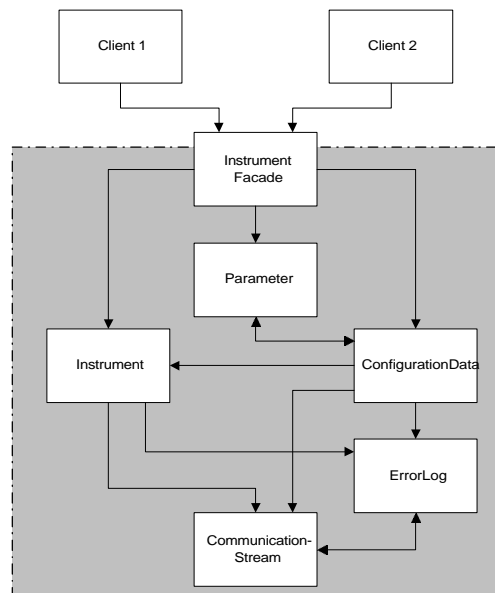 Client 1
Client 2
Instrument
Facade
Parameter
Instrument
ConfigurationData
ErrorLog
Communication-
Stream